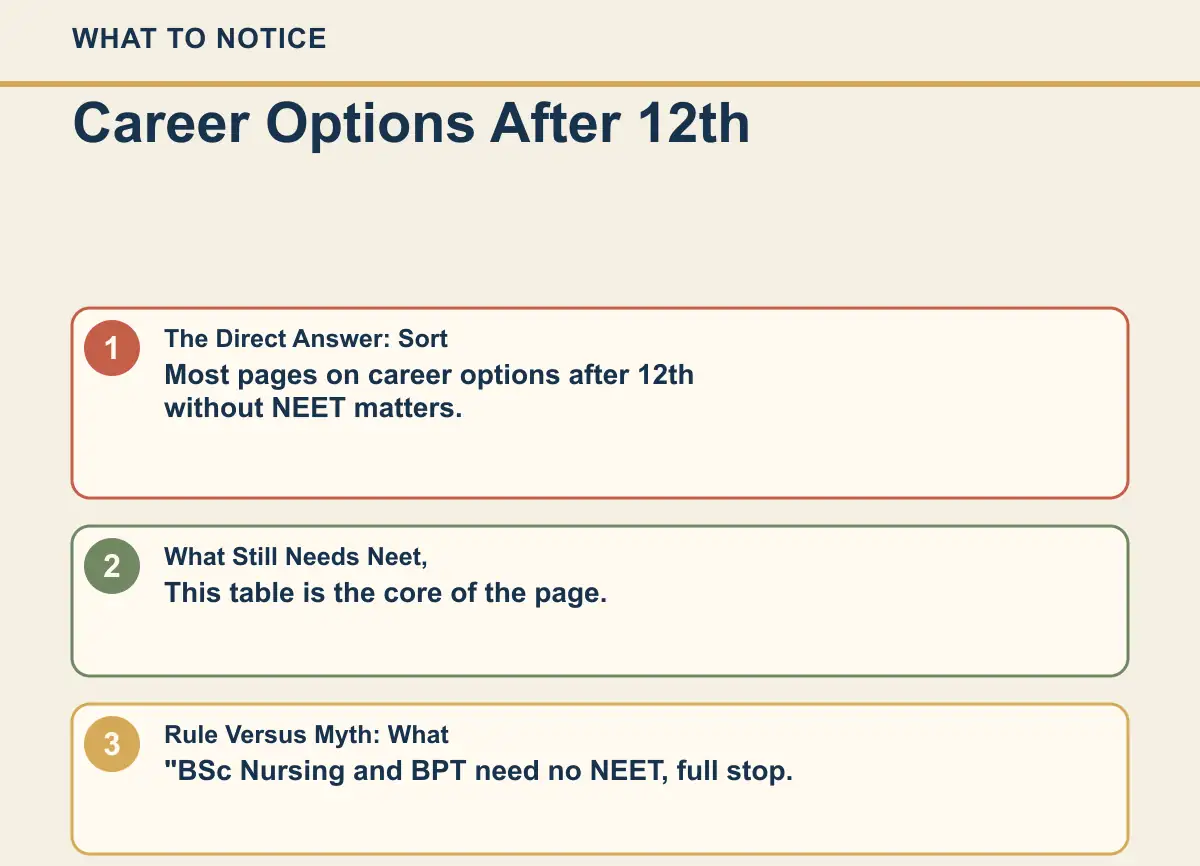 WHAT TO NOTICE
Career Options After 12th
1
The Direct Answer: Sort
Most pages on career options after 12th
without NEET matters.
2
What Still Needs Neet,
This table is the core of the page.
3
Rule Versus Myth: What
"BSc Nursing and BPT need no NEET, full stop.